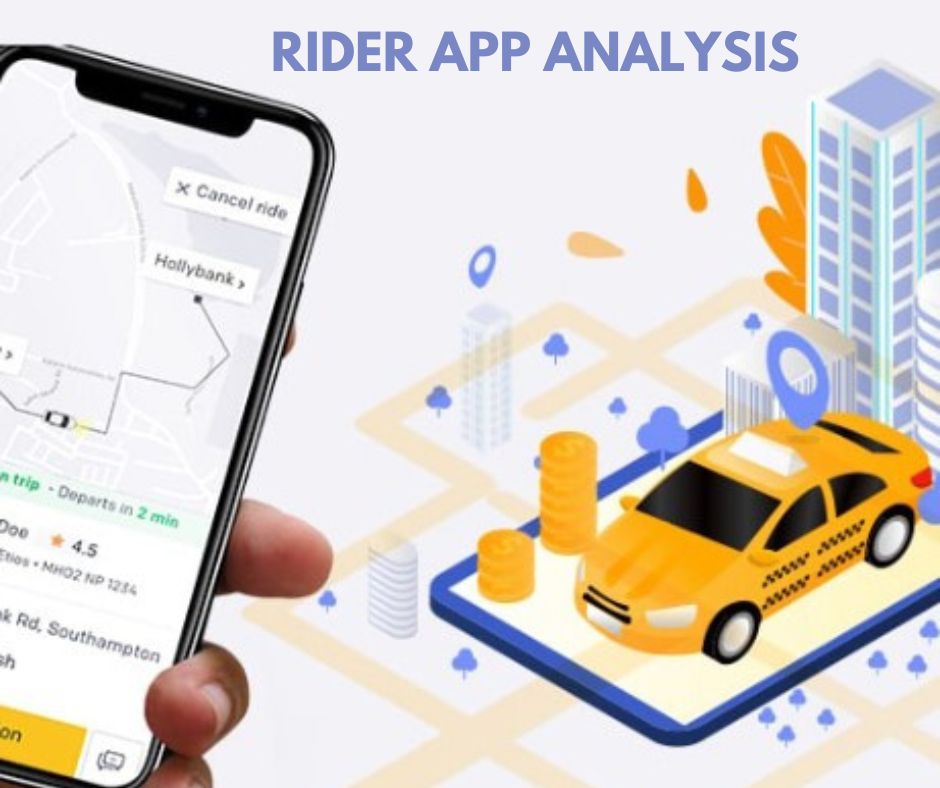 RIDER APP ANALYSIS
× Cancel ride
Hollybank ›
n trip - Departs in 2 min
Doe ★ 4.5
Etios • MH02 NP 1234
nk Rd, Southampton
sh
on